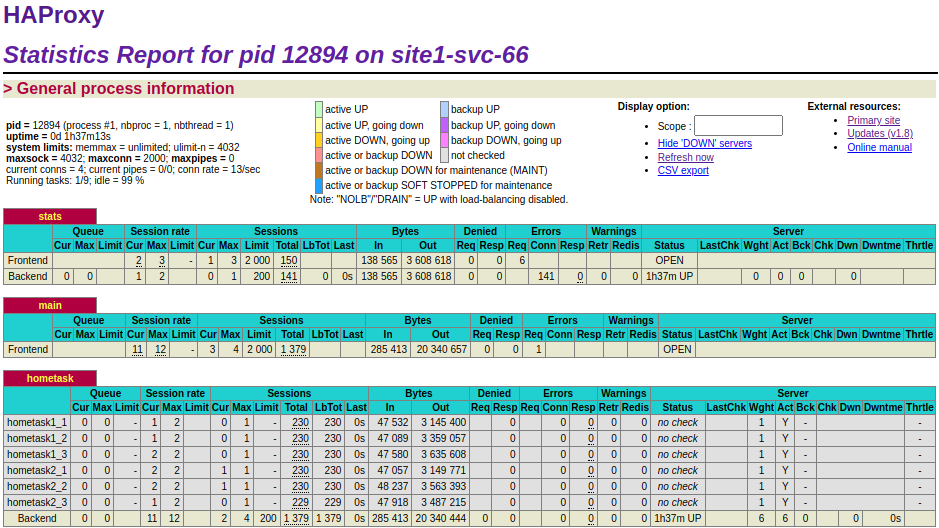 HAProxy
Statistics Report for pid 12894 on site1-svc-66
> General process information
pid = 12894 (process #1, nbproc = 1, nbthread = 1)
uptime = 0d 1h37m13s
system limits: memmax = unlimited; ulimit-n = 4032
maxsock = 4032; maxconn = 2000; maxpipes = 0
current conns = 4; current pipes = 0/0; conn rate = 13/sec
Running tasks: 1/9; idle = 99 %
active UP backup UP
active UP, going down backup UP, going down
active DOWN, going up backup DOWN, going up
active or backup DOWN not checked
active or backup DOWN for maintenance (MAINT)
active or backup SOFT STOPPED for maintenance
Note: "NOLB"/"DRAIN" = UP with load-balancing disabled.
Display option:
• Scope :
• Hide 'DOWN' servers
• Refresh now
• CSV export
External resources:
• Primary site
• Updates (v1.8)
• Online manual
stats
Queue Session rate Sessions Bytes Denied Errors Warnings Server
Cur Max Limit Cur Max Limit Cur Max Limit Total LbTot Last In Out Req Resp Req Conn Resp Retr Redis Status LastChk Wght Act Bck Chk Dwn Dwntme Thrtle
Frontend 2 3 - 1 3 2 000 150 138 565 3 608 618 0 0 6 OPEN
Backend 0 0 1 2 0 1 200 141 0 0s 138 565 3 608 618 0 0 141 0 0 0 1h37m UP 0 0 0 0
main
Queue Session rate Sessions Bytes Denied Errors Warnings Server
Cur Max Limit Cur Max Limit Cur Max Limit Total LbTot Last In Out Req Resp Req Conn Resp Retr Redis Status LastChk Wght Act Bck Chk Dwn Dwntme Thrtle
Frontend 11 12 - 3 4 2 000 1 379 285 413 20 340 657 0 0 1 OPEN
hometask
Queue Session rate Sessions Bytes Denied Errors Warnings Server
Cur Max Limit Cur Max Limit Cur Max Limit Total LbTot Last In Out Req Resp Req Conn Resp Retr Redis Status LastChk Wght Act Bck Chk Dwn Dwntme Thrtle
hometask1_1 0 0 - 1 2 0 1 - 230 230 0s 47 532 3 145 400 0 0 0 0 0 no check 1 Y - -
hometask1_2 0 0 - 1 2 0 1 - 230 230 0s 47 089 3 359 057 0 0 0 0 0 no check 1 Y - -
hometask1_3 0 0 - 2 2 0 1 - 230 230 0s 47 580 3 635 608 0 0 0 0 0 no check 1 Y - -
hometask2_1 0 0 - 2 2 1 1 - 230 230 0s 47 057 3 149 771 0 0 0 0 0 no check 1 Y - -
hometask2_2 0 0 - 2 2 1 1 - 230 230 0s 48 237 3 563 393 0 0 0 0 0 no check 1 Y - -
hometask2_3 0 0 - 1 2 0 1 - 229 229 0s 47 918 3 487 215 0 0 0 0 0 no check 1 Y - -
Backend 0 0 11 12 2 4 200 1 379 1 379 0s 285 413 20 340 444 0 0 0 0 0 0 1h37m UP 6 6 0 0 0s